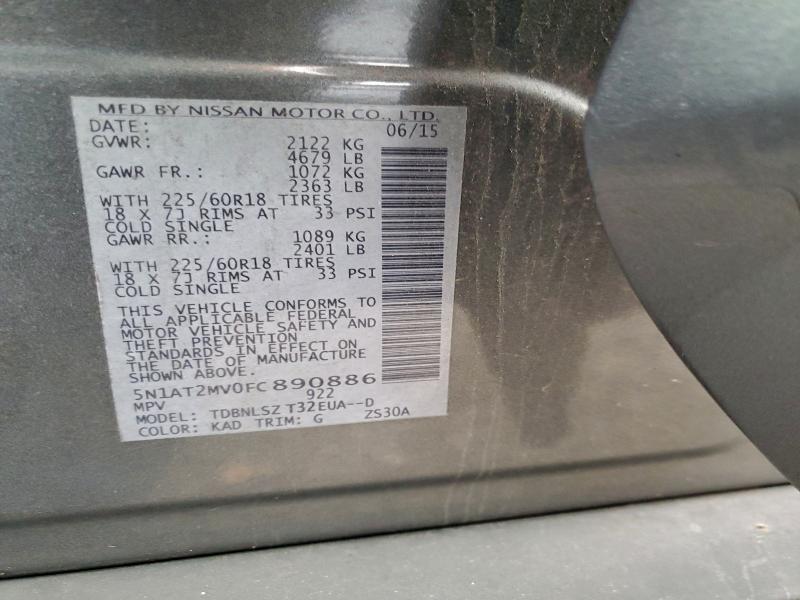 MFD BY NISSAN MOTOR CO., LTD.
DATE: 06/15
GVWR: 2122 KG
4679 LB
GAWR FR.: 1072 KG
2363 LB
WITH 225/60R18 TIRES
18 X 7J RIMS AT 33 PSI
COLD SINGLE
GAWR RR.: 1089 KG
2401 LB
WITH 225/60R18 TIRES
18 X 7J RIMS AT 33 PSI
COLD SINGLE
THIS VEHICLE CONFORMS TO
ALL APPLICABLE FEDERAL
MOTOR VEHICLE SAFETY AND
THEFT PREVENTION
STANDARDS IN EFFECT ON
THE DATE OF MANUFACTURE
SHOWN ABOVE.
5N1AT2MV0FC890886
MPV 922
MODEL: TDBNLSZ T32EUA--D
COLOR: KAD TRIM: G ZS30A